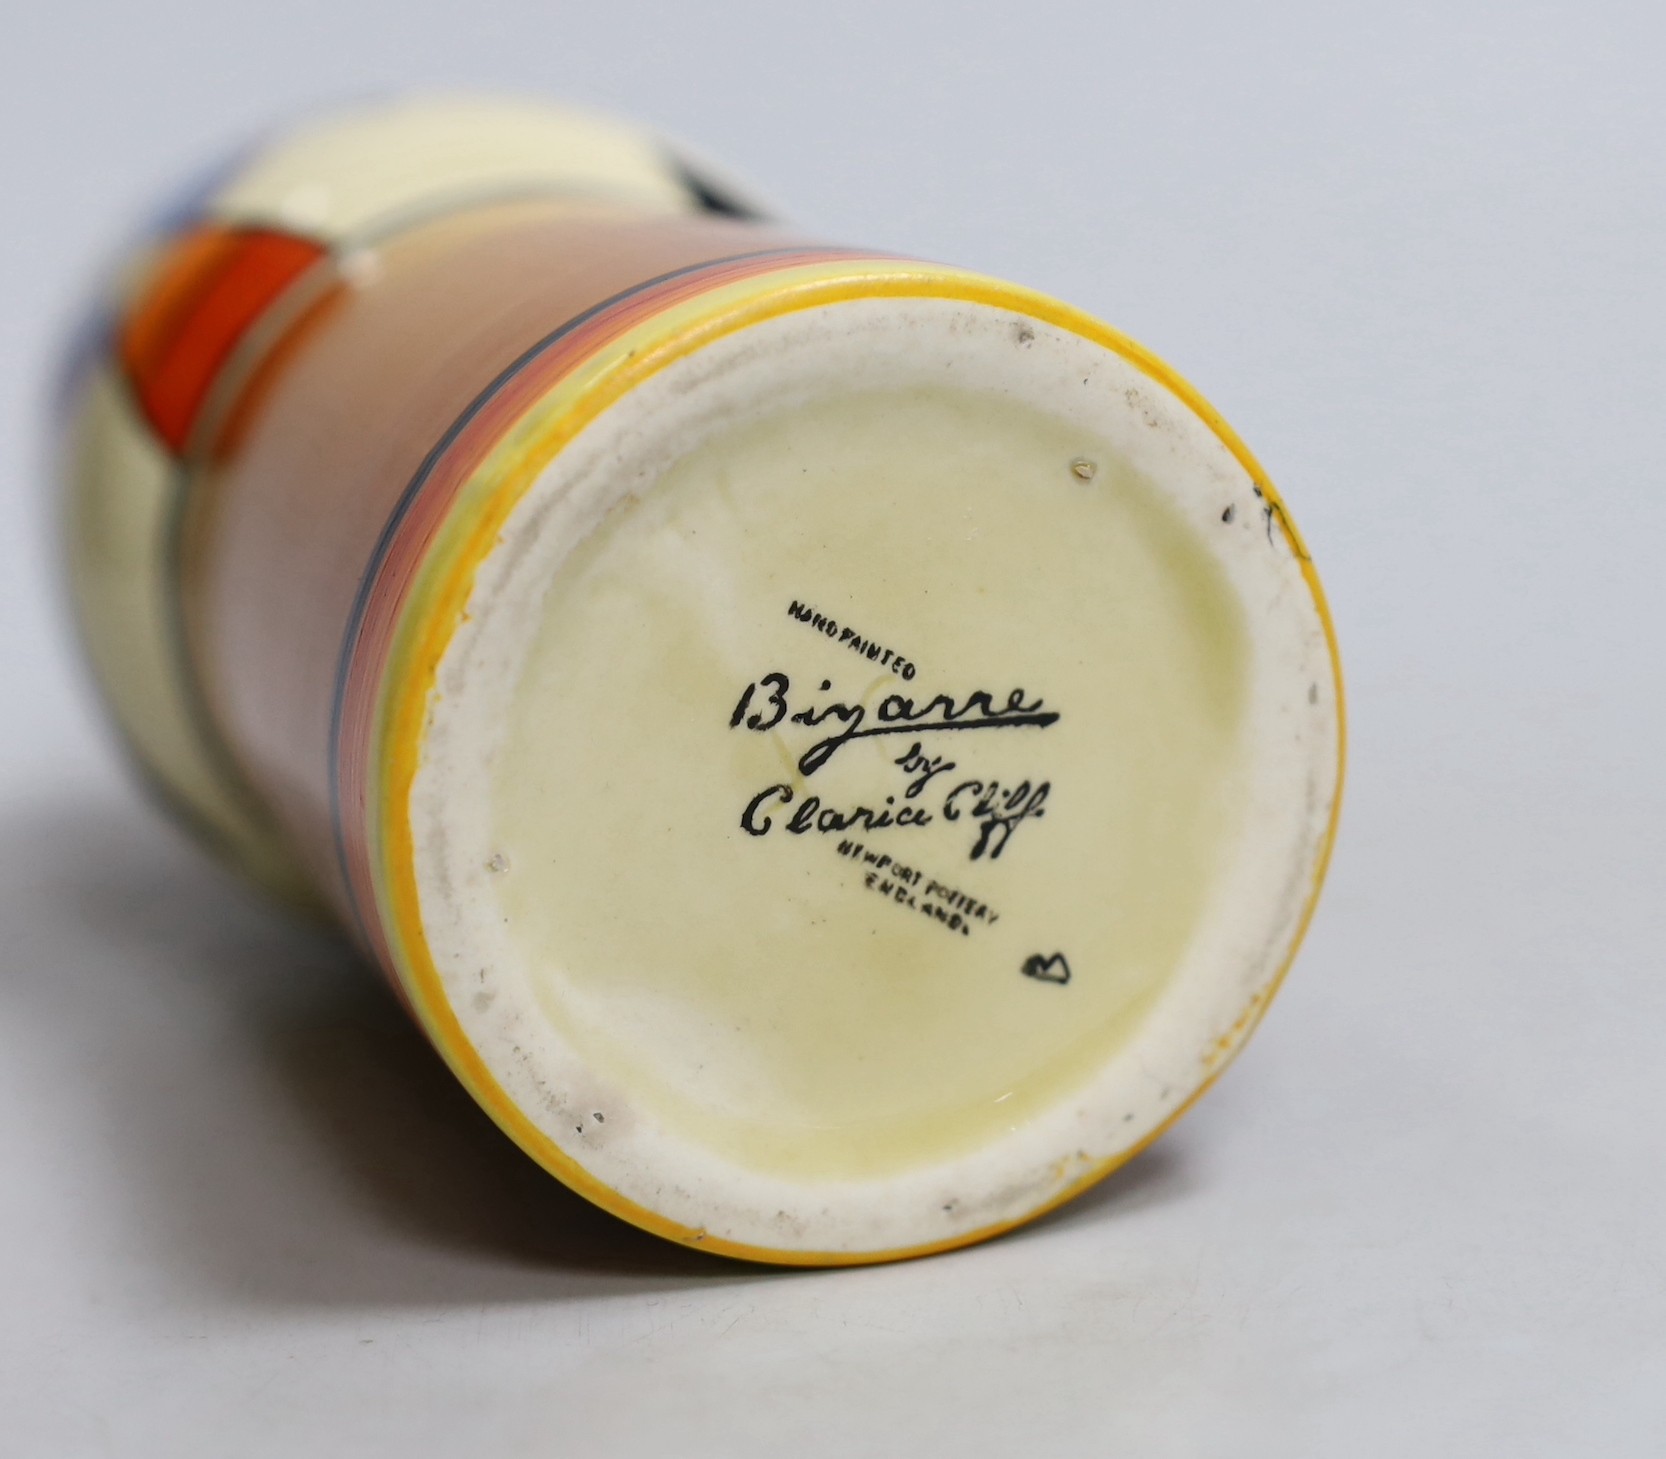 HAND PAINTED
Bizarre
by
Clarice Cliff
NEWPORT POTTERY
ENGLAND.
B